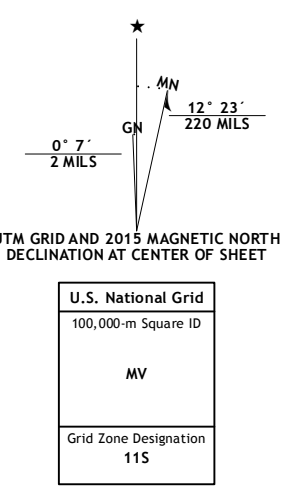 ★
MN
GN
12° 23´
220 MILS
0° 7´
2 MILS
UTM GRID AND 2015 MAGNETIC NORTH
DECLINATION AT CENTER OF SHEET
U.S. National Grid
100,000-m Square ID
MV
Grid Zone Designation
11S